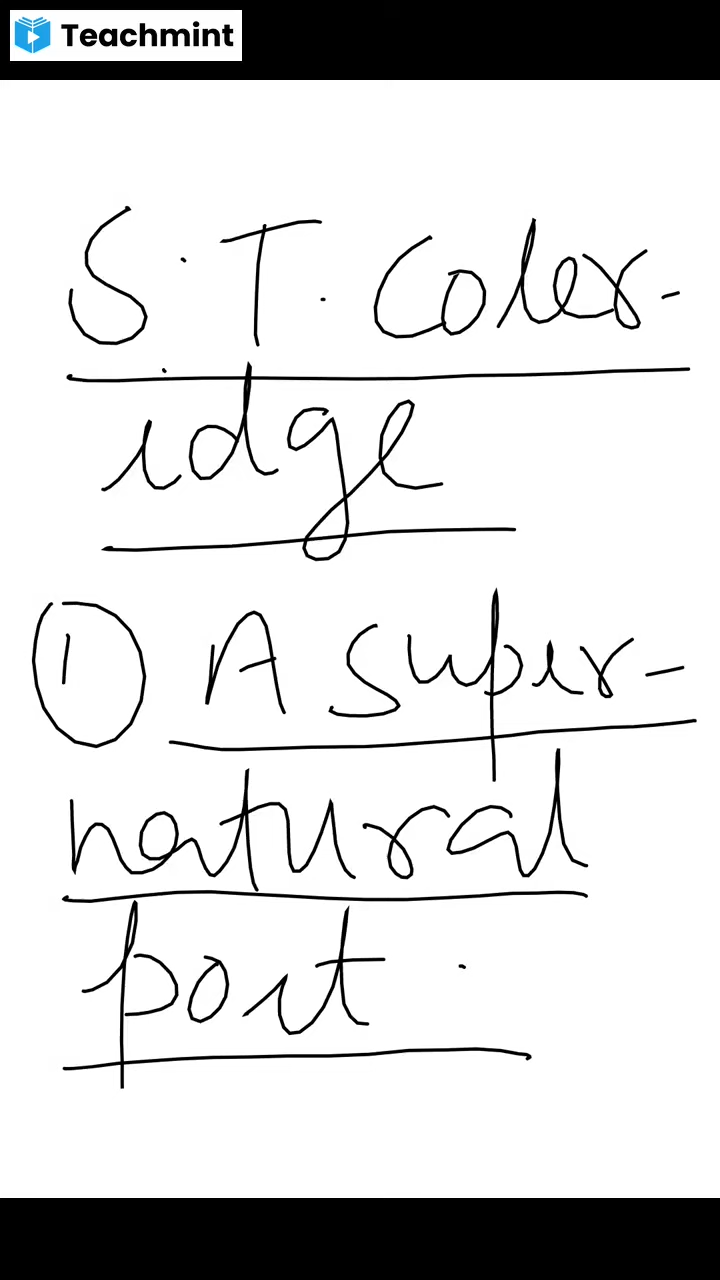 Teachmint
S. T. Coler-
idge
① A super-
natural
poet.